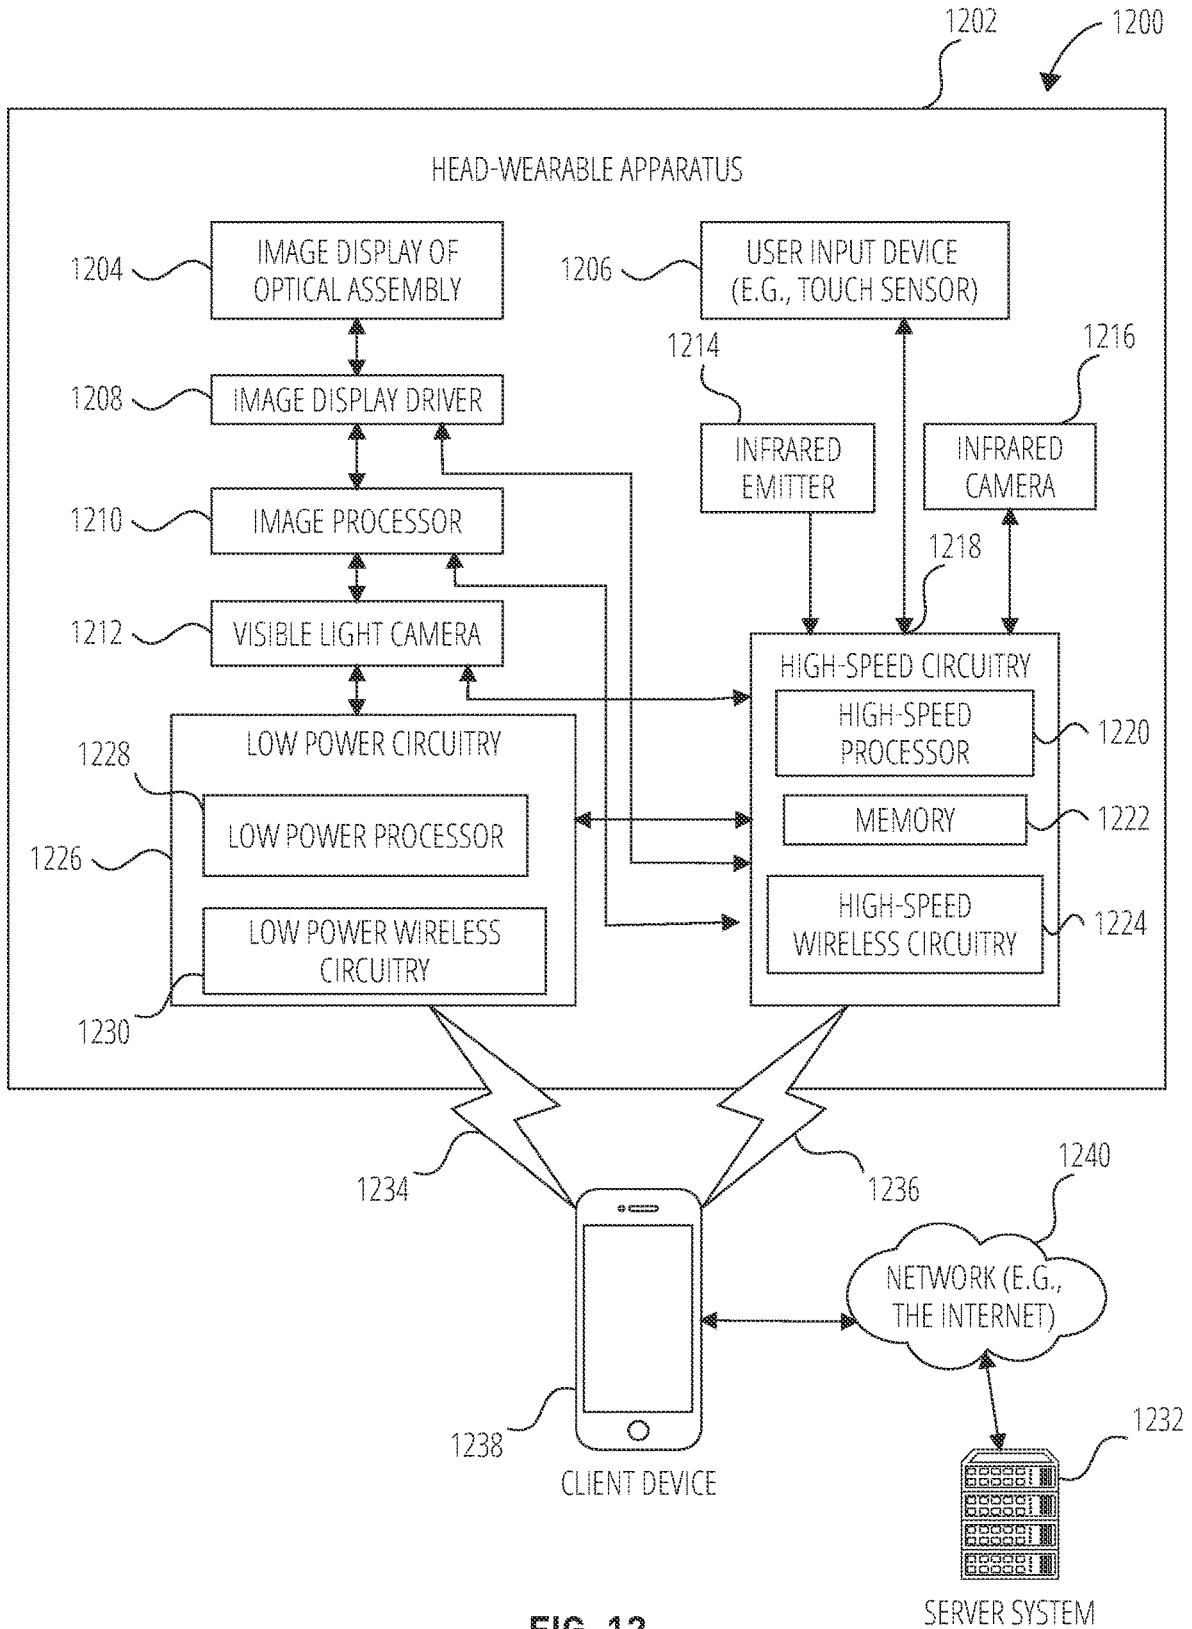 1202
1200
HEAD-WEARABLE APPARATUS
1204
IMAGE DISPLAY OF
OPTICAL ASSEMBLY
1206
USER INPUT DEVICE
(E.G., TOUCH SENSOR)
1214
1216
1208
IMAGE DISPLAY DRIVER
INFRARED
EMITTER
INFRARED
CAMERA
1210
IMAGE PROCESSOR
1218
1212
VISIBLE LIGHT CAMERA
HIGH-SPEED CIRCUITRY
HIGH-SPEED
PROCESSOR
1220
LOW POWER CIRCUITRY
1228
LOW POWER PROCESSOR
MEMORY
1222
1226
LOW POWER WIRELESS
CIRCUITRY
HIGH-SPEED
WIRELESS CIRCUITRY
1224
1230
1234
1236
1240
NETWORK (E.G.,
THE INTERNET)
1238
CLIENT DEVICE
1232
SERVER SYSTEM
FIG. 12